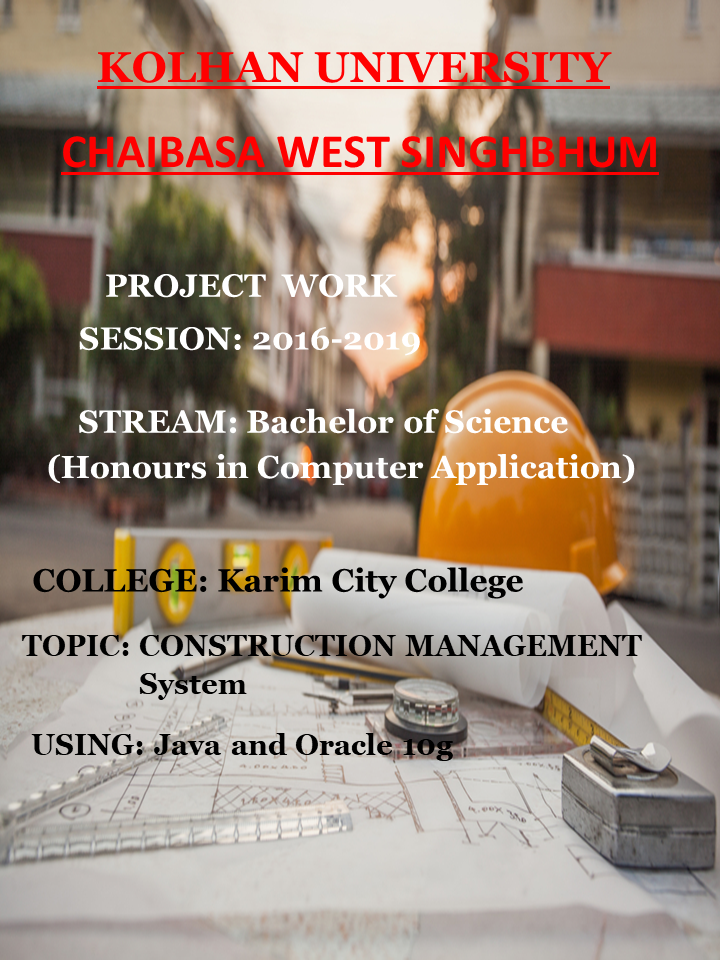 KOLHAN UNIVERSITY
CHAIBASA WEST SINGHBHUM
PROJECT WORK
SESSION: 2016-2019
STREAM: Bachelor of Science
(Honours in Computer Application)
COLLEGE: Karim City College
TOPIC: CONSTRUCTION MANAGEMENT
System
USING: Java and Oracle 10g